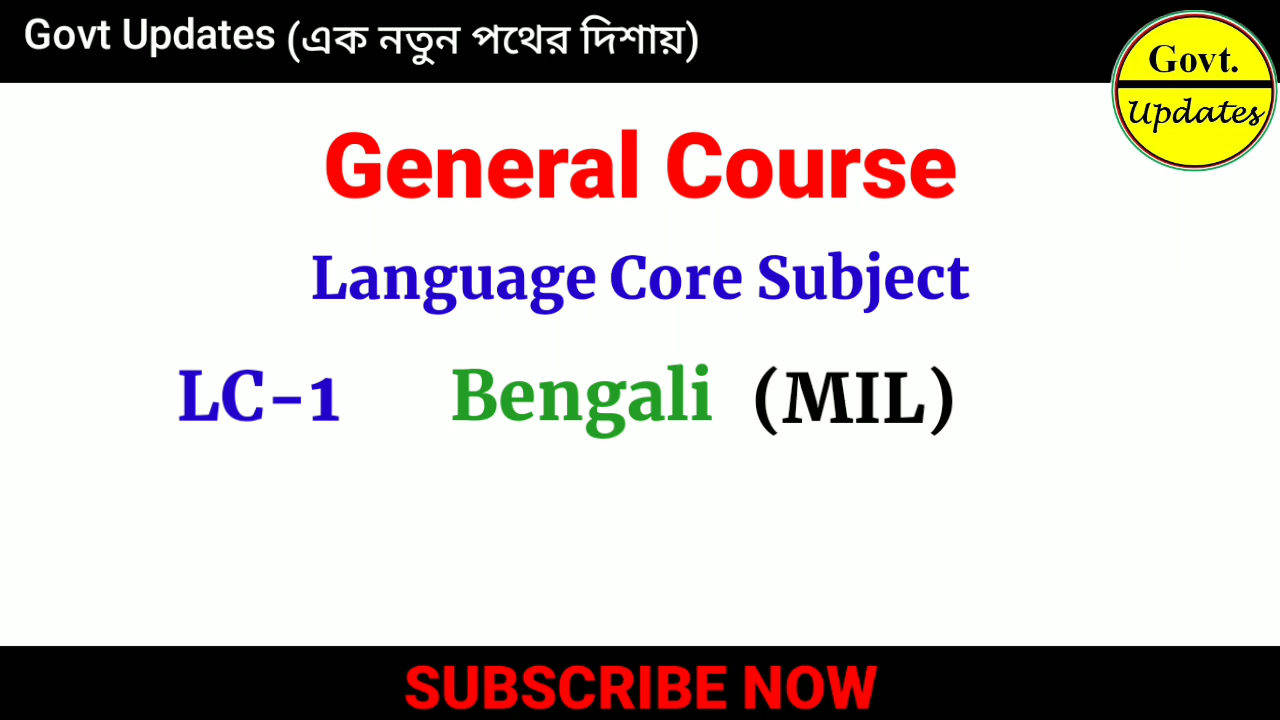 Govt Updates (এক নতুন পথের দিশায়)
Govt.
Updates
General Course
Language Core Subject
LC-1 Bengali (MIL)
SUBSCRIBE NOW